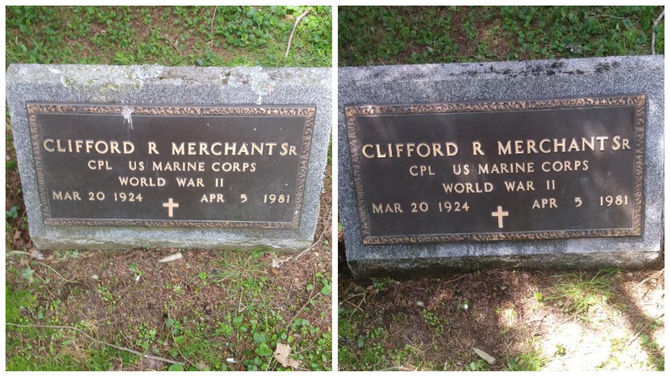 CLIFFORD R MERCHANT SR
CPL US MARINE CORPS
WORLD WAR II
MAR 20 1924 APR 5 1981
CLIFFORD R MERCHANT SR
CPL US MARINE CORPS
WORLD WAR II
MAR 20 1924 APR 5 1981